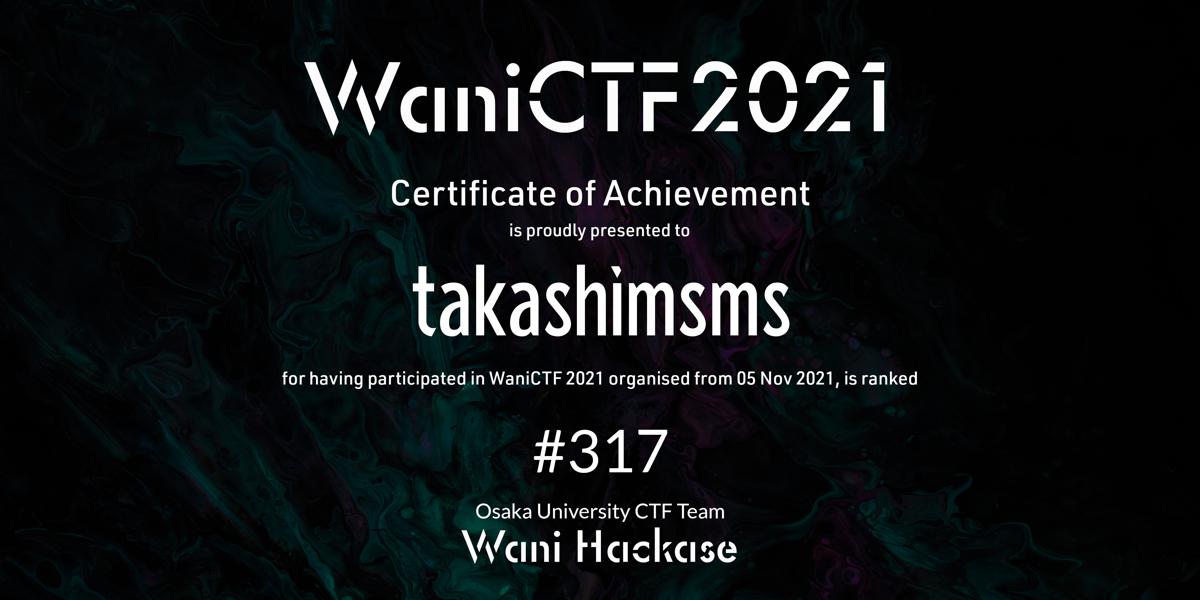 WaniCTF2021
Certificate of Achievement
is proudly presented to
takashimsms
for having participated in WaniCTF 2021 organised from 05 Nov 2021, is ranked
#317
Osaka University CTF Team
Wani Hackase